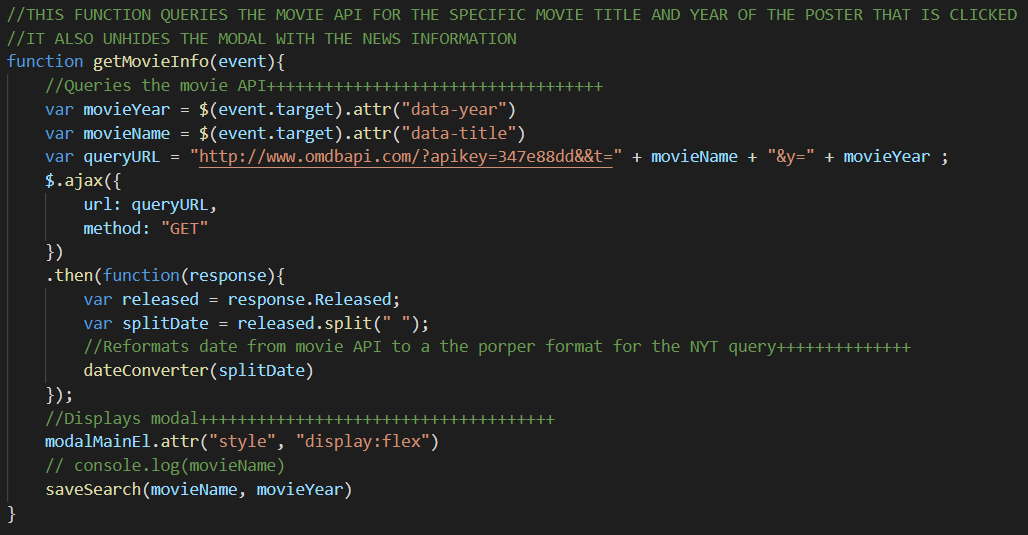 //THIS FUNCTION QUERIES THE MOVIE API FOR THE SPECIFIC MOVIE TITLE AND YEAR OF THE POSTER THAT IS CLICKED
//IT ALSO UNHIDES THE MODAL WITH THE NEWS INFORMATION
function getMovieInfo(event){
    //Queries the movie API+++++++++++++++++++++++++++++++++++
    var movieYear = $(event.target).attr("data-year")
    var movieName = $(event.target).attr("data-title")
    var queryURL = "http://www.omdbapi.com/?apikey=347e88dd&&t=" + movieName + "&y=" + movieYear ;
    $.ajax({
        url: queryURL,
        method: "GET"
    })
    .then(function(response){
        var released = response.Released;
        var splitDate = released.split(" ");
        //Reformats date from movie API to a the porper format for the NYT query++++++++++++++
        dateConverter(splitDate)
    });
    //Displays modal+++++++++++++++++++++++++++++++++++++
    modalMainEl.attr("style", "display:flex")
    // console.log(movieName)
    saveSearch(movieName, movieYear)
}